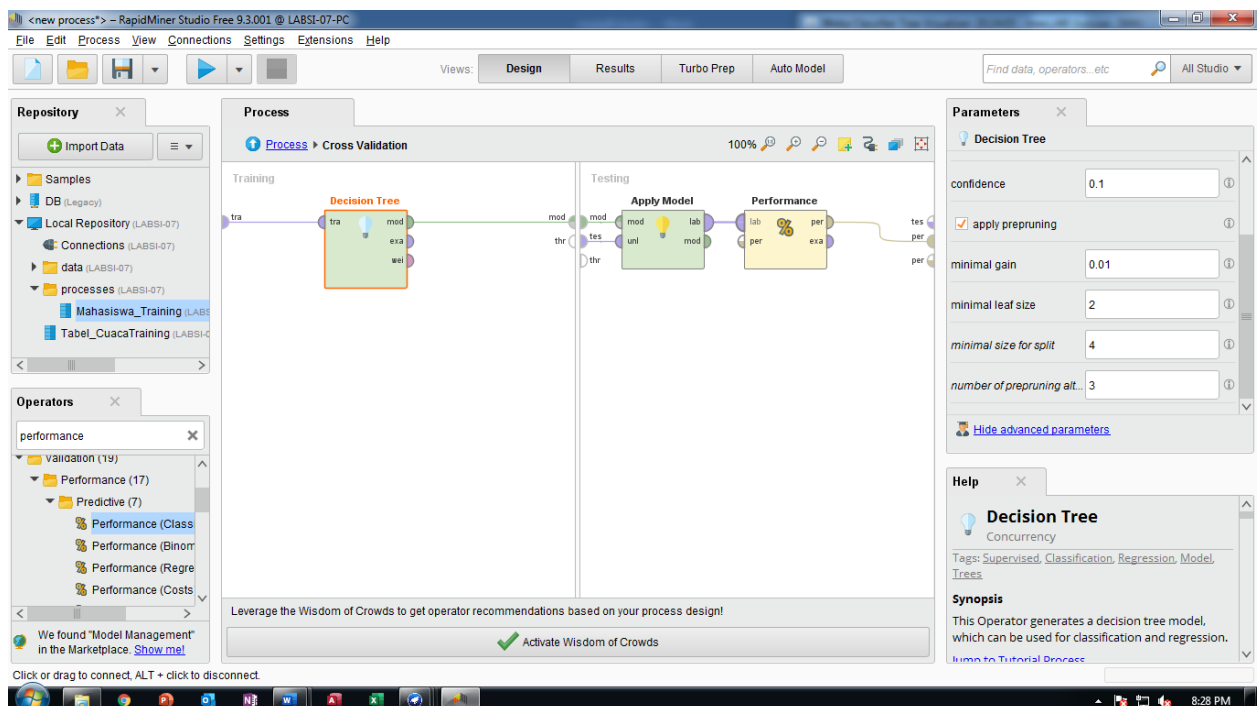 <new process*> – RapidMiner Studio Free 9.3.001 @ LABSI-07-PC
File Edit Process View Connections Settings Extensions Help
Views: Design Results Turbo Prep Auto Model
Find data, operators...etc All Studio
Repository
Import Data
Samples
DB (Legacy)
Local Repository (LABSI-07)
Connections (LABSI-07)
data (LABSI-07)
processes (LABSI-07)
Mahasiswa_Training (LABS
Tabel_CuacaTraining (LABSI-0
Operators
performance
Validation (19)
Performance (17)
Predictive (7)
Performance (Class
Performance (Binom
Performance (Regre
Performance (Costs
We found "Model Management"
in the Marketplace. Show me!
Process
Process Cross Validation
100%
Training
Decision Tree
tra
tra mod
exa
wei
mod
thr
Testing
Apply Model
Performance
mod
tes
thr
mod lab
unl mod
lab per
per exa
tes
per
per
Leverage the Wisdom of Crowds to get operator recommendations based on your process design!
Activate Wisdom of Crowds
Parameters
Decision Tree
confidence 0.1
apply prepruning
minimal gain 0.01
minimal leaf size 2
minimal size for split 4
number of prepruning alt... 3
Hide advanced parameters
Help
Decision Tree
Concurrency
Tags: Supervised, Classification, Regression, Model,
Trees
Synopsis
This Operator generates a decision tree model,
which can be used for classification and regression.
Jump to Tutorial Process
Click or drag to connect, ALT + click to disconnect.
8:28 PM